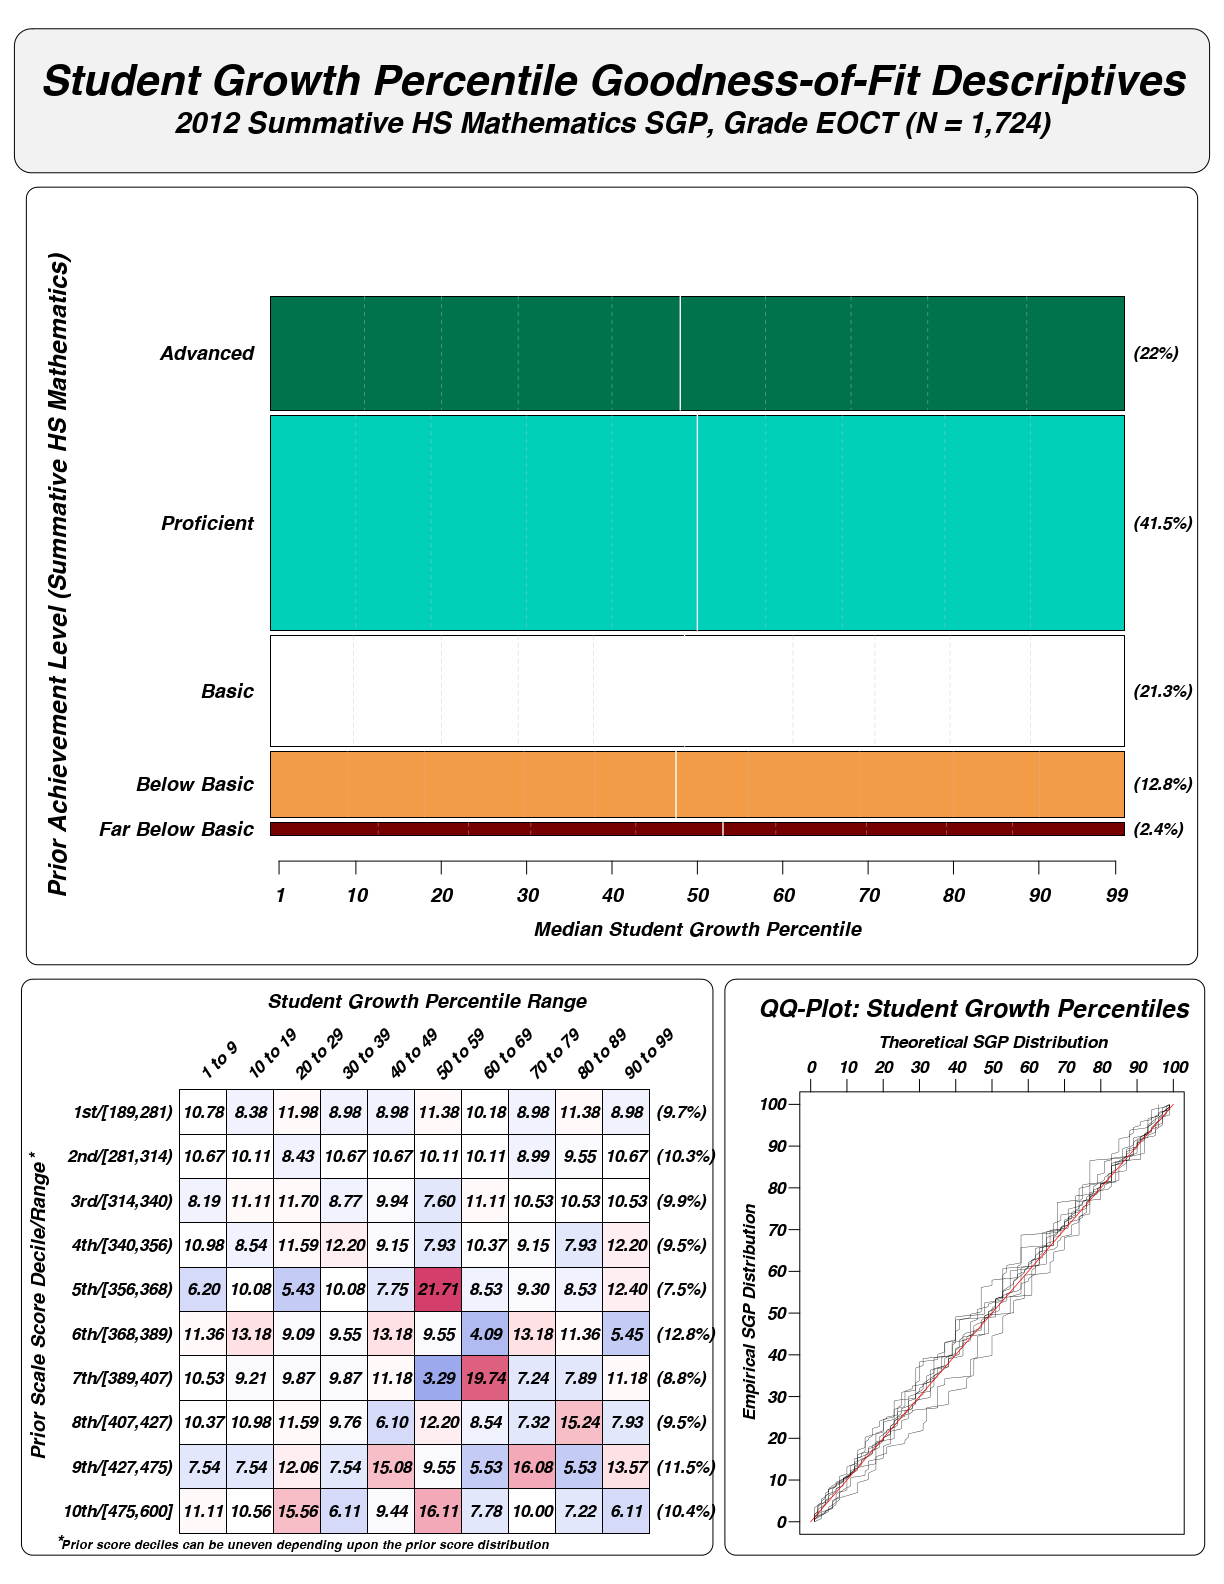 Student Growth Percentile Goodness-of-Fit Descriptives
2012 Summative HS Mathematics SGP, Grade EOCT (N = 1,724)
Prior Achievement Level (Summative HS Mathematics)
Advanced (22%)
Proficient (41.5%)
Basic (21.3%)
Below Basic (12.8%)
Far Below Basic (2.4%)
1 10 20 30 40 50 60 70 80 90 99
Median Student Growth Percentile
Student Growth Percentile Range
1 to 9 10 to 19 20 to 29 30 to 39 40 to 49 50 to 59 60 to 69 70 to 79 80 to 89 90 to 99
Prior Scale Score Decile/Range*
1st/[189,281) 10.78 8.38 11.98 8.98 8.98 11.38 10.18 8.98 11.38 8.98 (9.7%)
2nd/[281,314) 10.67 10.11 8.43 10.67 10.67 10.11 10.11 8.99 9.55 10.67 (10.3%)
3rd/[314,340) 8.19 11.11 11.70 8.77 9.94 7.60 11.11 10.53 10.53 10.53 (9.9%)
4th/[340,356) 10.98 8.54 11.59 12.20 9.15 7.93 10.37 9.15 7.93 12.20 (9.5%)
5th/[356,368) 6.20 10.08 5.43 10.08 7.75 21.71 8.53 9.30 8.53 12.40 (7.5%)
6th/[368,389) 11.36 13.18 9.09 9.55 13.18 9.55 4.09 13.18 11.36 5.45 (12.8%)
7th/[389,407) 10.53 9.21 9.87 9.87 11.18 3.29 19.74 7.24 7.89 11.18 (8.8%)
8th/[407,427) 10.37 10.98 11.59 9.76 6.10 12.20 8.54 7.32 15.24 7.93 (9.5%)
9th/[427,475) 7.54 7.54 12.06 7.54 15.08 9.55 5.53 16.08 5.53 13.57 (11.5%)
10th/[475,600] 11.11 10.56 15.56 6.11 9.44 16.11 7.78 10.00 7.22 6.11 (10.4%)
*Prior score deciles can be uneven depending upon the prior score distribution
QQ-Plot: Student Growth Percentiles
Theoretical SGP Distribution
0 10 20 30 40 50 60 70 80 90 100
Empirical SGP Distribution
100
90
80
70
60
50
40
30
20
10
0